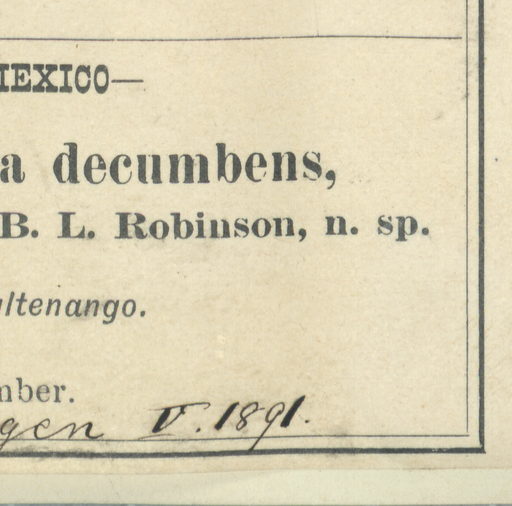 MEXICO—
a decumbens,
B. L. Robinson, n. sp.
ltenango.
mber.
gen V. 1891.